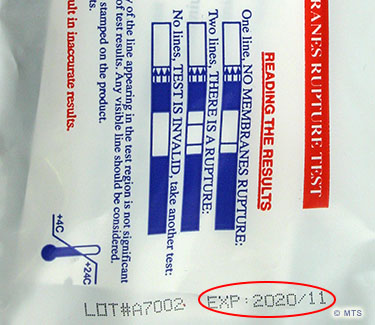 BRANES RUPTURE TEST
READING THE RESULTS
One line, NO MEMBRANES RUPTURE:
Two lines, THERE IS A RUPTURE:
No lines, TEST IS INVALID, take another test:
y of the line appearing in the test region is not significant
of test results. Any visible line should be considered.
stamped on the product.
ult in inaccurate results.
+4C
+24C
LOT#A7002 EXP:2020/11
© MTS